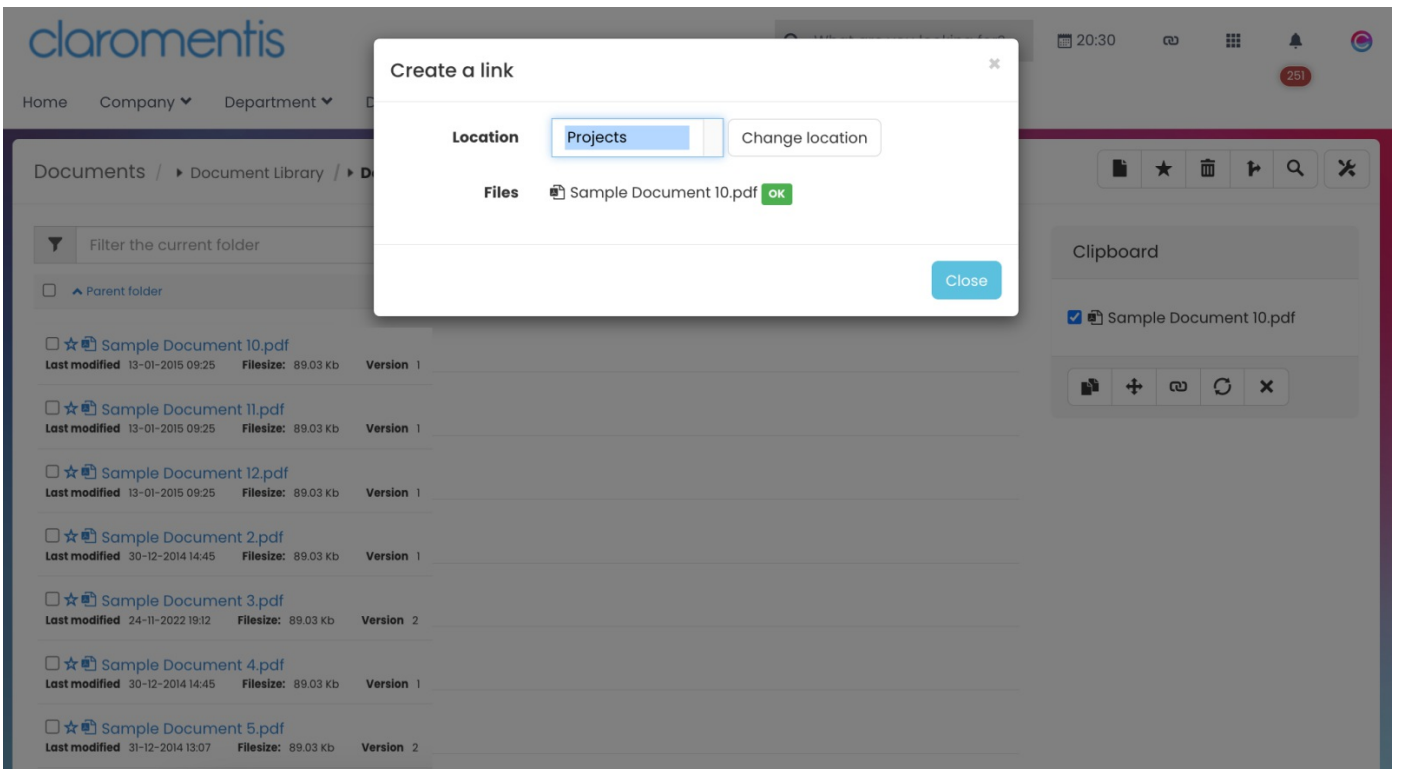 claromentis
20:30
251
Home Company Department
Create a link
Location Projects Change location
Files Sample Document 10.pdf OK
Close
Documents / Document Library /
Filter the current folder
Parent folder
Sample Document 10.pdf
Last modified 13-01-2015 09:25 Filesize: 89.03 Kb Version 1
Sample Document 11.pdf
Last modified 13-01-2015 09:25 Filesize: 89.03 Kb Version 1
Sample Document 12.pdf
Last modified 13-01-2015 09:25 Filesize: 89.03 Kb Version 1
Sample Document 2.pdf
Last modified 30-12-2014 14:45 Filesize: 89.03 Kb Version 1
Sample Document 3.pdf
Last modified 24-11-2022 19:12 Filesize: 89.03 Kb Version 2
Sample Document 4.pdf
Last modified 30-12-2014 14:45 Filesize: 89.03 Kb Version 1
Sample Document 5.pdf
Last modified 31-12-2014 13:07 Filesize: 89.03 Kb Version 2
Clipboard
Sample Document 10.pdf